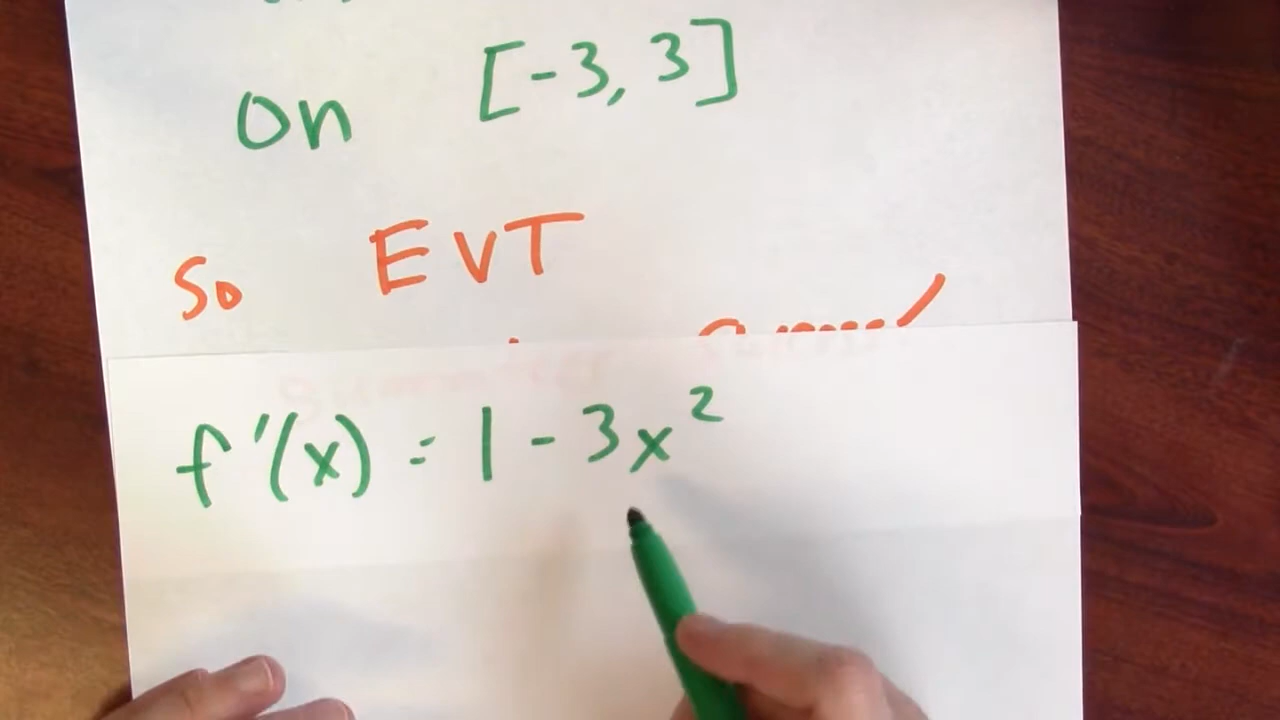 On [-3, 3]
So EVT
f'(x) = 1 - 3x²